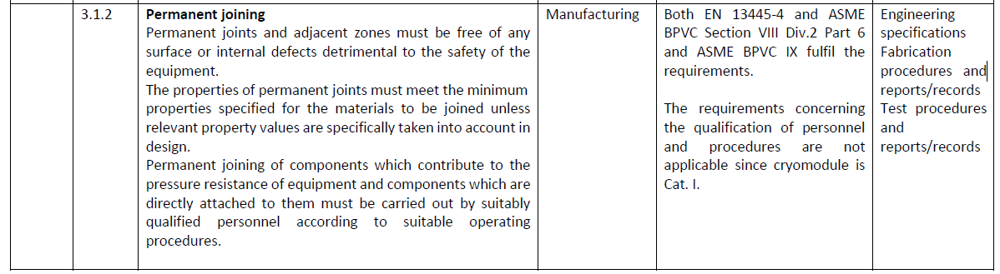 3.1.2
Permanent joining
Permanent joints and adjacent zones must be free of any
surface or internal defects detrimental to the safety of the
equipment.
The properties of permanent joints must meet the minimum
properties specified for the materials to be joined unless
relevant property values are specifically taken into account in
design.
Permanent joining of components which contribute to the
pressure resistance of equipment and components which are
directly attached to them must be carried out by suitably
qualified personnel according to suitable operating
procedures.
Manufacturing
Both EN 13445-4 and ASME
BPVC Section VIII Div.2 Part 6
and ASME BPVC IX fulfil the
requirements.
The requirements concerning
the qualification of personnel
and procedures are not
applicable since cryomodule is
Cat. I.
Engineering
specifications
Fabrication
procedures and
reports/records
Test procedures
and
reports/records